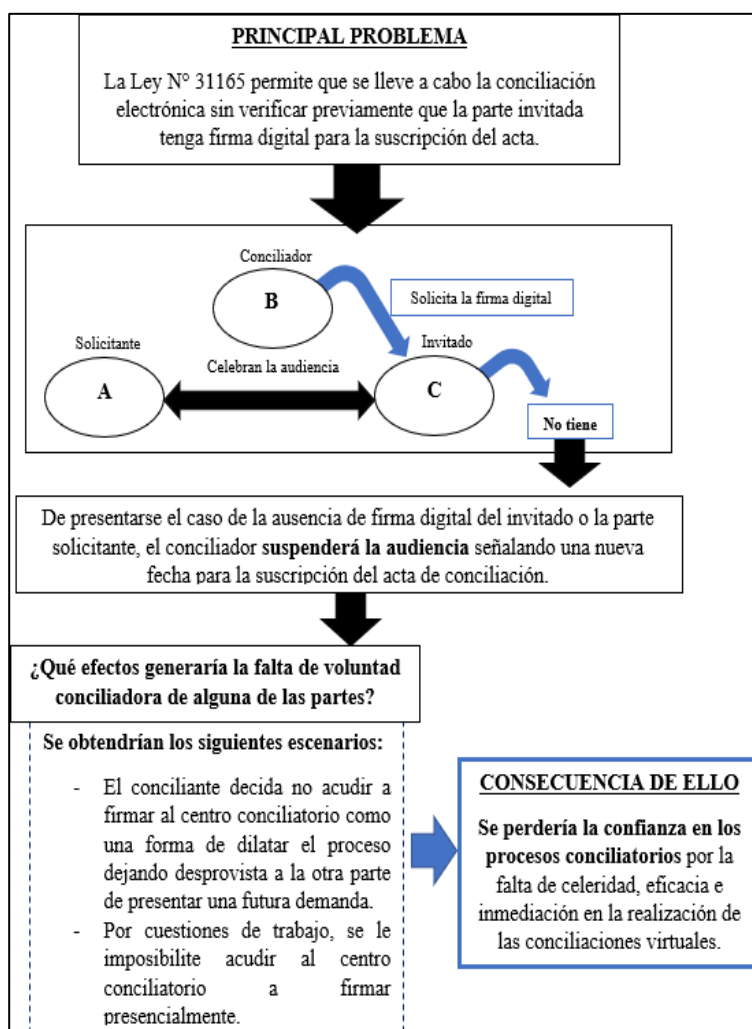 PRINCIPAL PROBLEMA
La Ley N° 31165 permite que se lleve a cabo la conciliación
electrónica sin verificar previamente que la parte invitada
tenga firma digital para la suscripción del acta.
Conciliador
B
Solicita la firma digital
Solicitante
Invitado
Celebran la audiencia
A
C
No tiene
De presentarse el caso de la ausencia de firma digital del invitado o la parte
solicitante, el conciliador suspenderá la audiencia señalando una nueva
fecha para la suscripción del acta de conciliación.
¿Qué efectos generaría la falta de voluntad
conciliadora de alguna de las partes?
Se obtendrían los siguientes escenarios:
- El conciliante decida no acudir a
firmar al centro conciliatorio como
una forma de dilatar el proceso
dejando desprovista a la otra parte
de presentar una futura demanda.
- Por cuestiones de trabajo, se le
imposibilite acudir al centro
conciliatorio a firmar
presencialmente.
CONSECUENCIA DE ELLO
Se perdería la confianza en los
procesos conciliatorios por la
falta de celeridad, eficacia e
inmediación en la realización de
las conciliaciones virtuales.